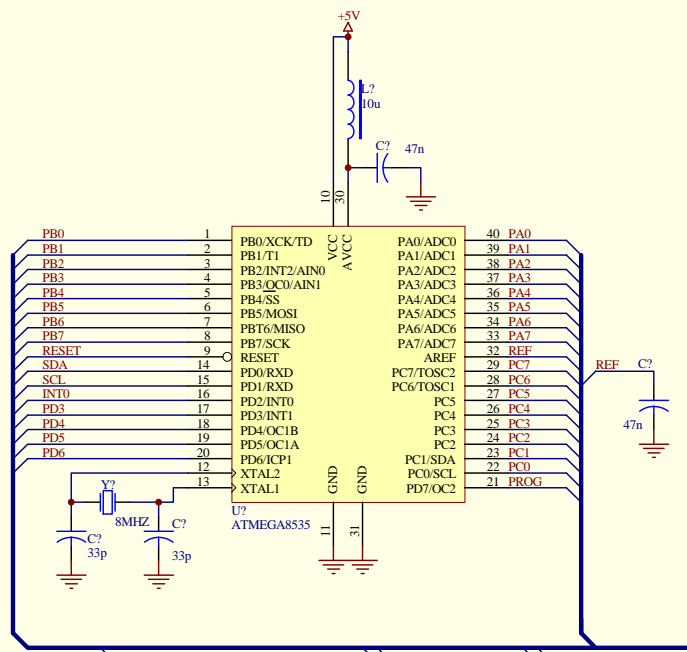 +5V
L?
10u
C? 47n
10 30
VCC AVCC
PB0 1 PB0/XCK/TD PA0/ADC0 40 PA0
PB1 2 PB1/T1 PA1/ADC1 39 PA1
PB2 3 PB2/INT2/AIN0 PA2/ADC2 38 PA2
PB3 4 PB3/OC0/AIN1 PA3/ADC3 37 PA3
PB4 5 PB4/SS PA4/ADC4 36 PA4
PB5 6 PB5/MOSI PA5/ADC5 35 PA5
PB6 7 PBT6/MISO PA6/ADC6 34 PA6
PB7 8 PB7/SCK PA7/ADC7 33 PA7
RESET 9 RESET AREF 32 REF
SDA 14 PD0/RXD PC7/TOSC2 29 PC7
SCL 15 PD1/RXD PC6/TOSC1 28 PC6
INT0 16 PD2/INT0 PC5 27 PC5
PD3 17 PD3/INT1 PC4 26 PC4
PD4 18 PD4/OC1B PC3 25 PC3
PD5 19 PD5/OC1A PC2 24 PC2
PD6 20 PD6/ICP1 PC1/SDA 23 PC1
12 XTAL2 PC0/SCL 22 PC0
13 XTAL1 PD7/OC2 21 PROG
GND GND
11 31
REF C?
47n
Y?
8MHZ
C?
33p
C?
33p
U?
ATMEGA8535